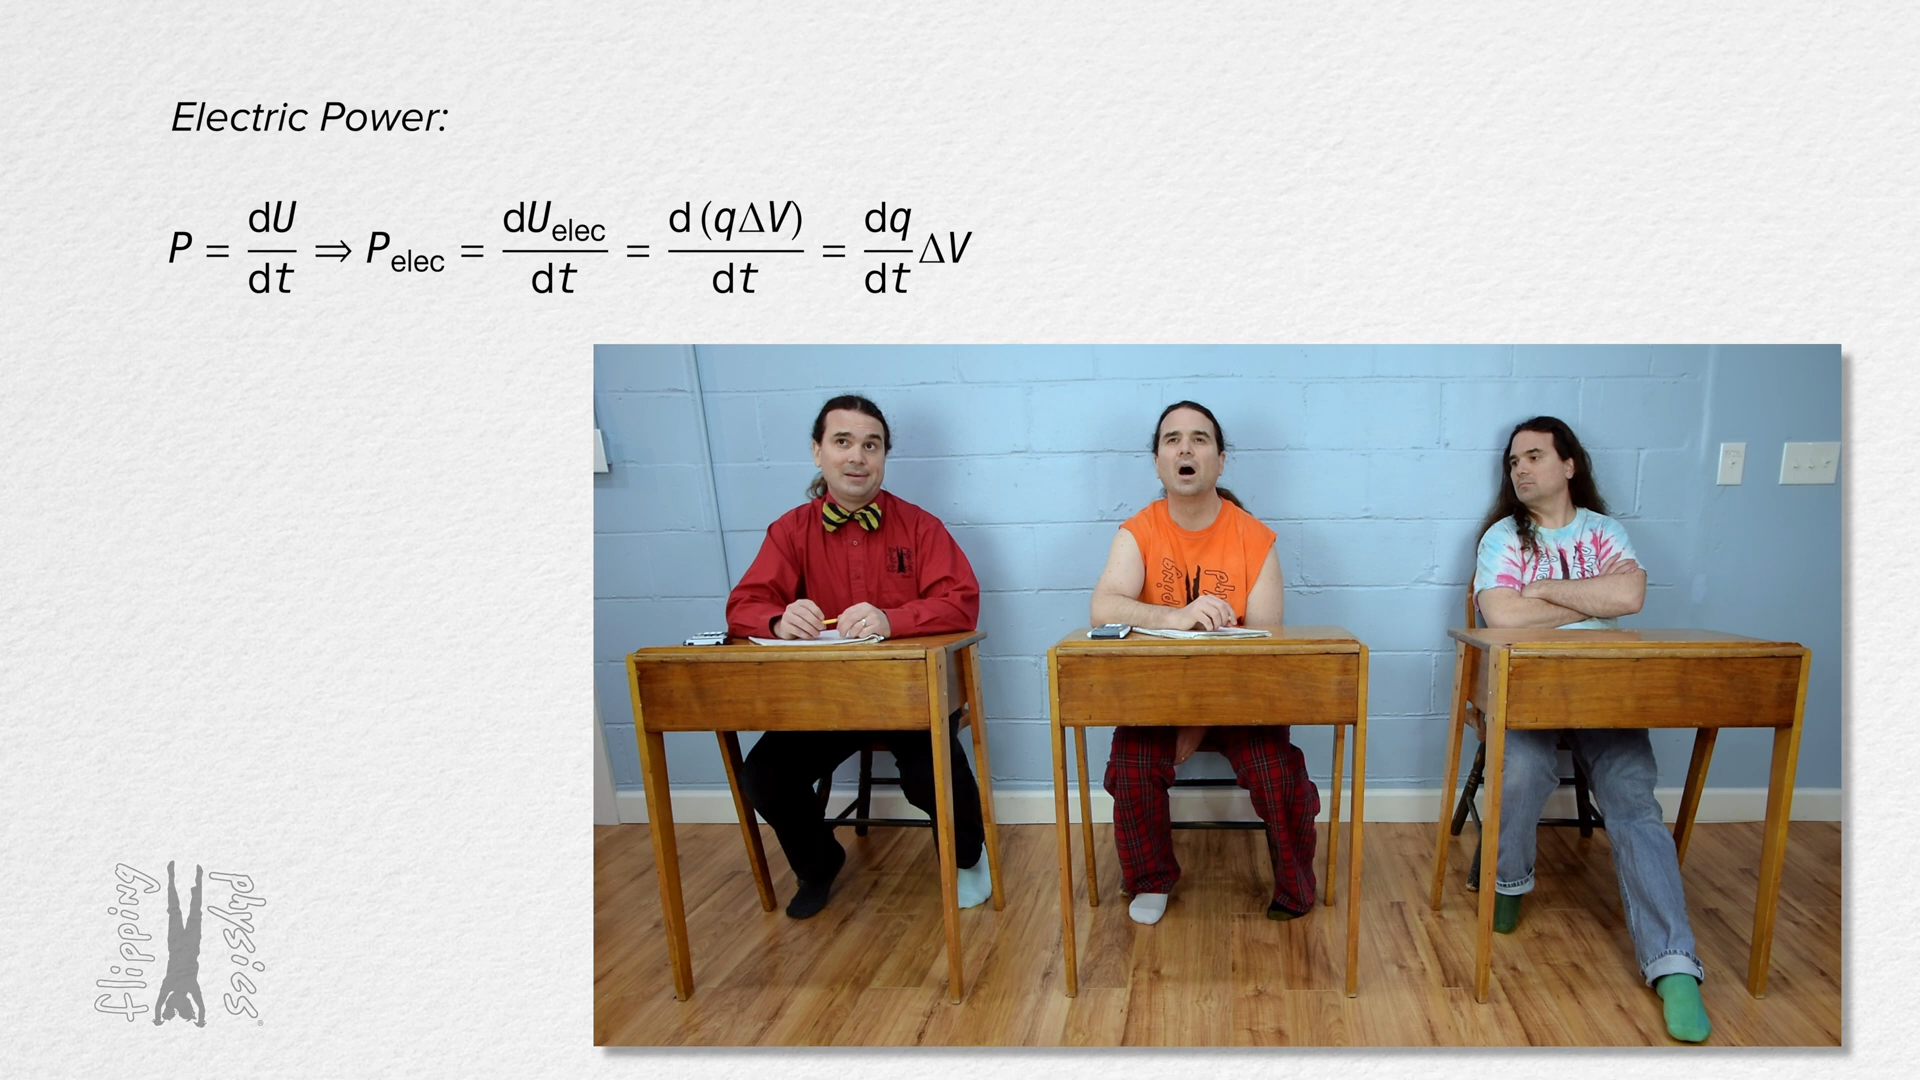 Electric Power:
P = dU/dt ⇒ P_elec = dU_elec/dt = d(qΔV)/dt = dq/dt ΔV
flipping physics